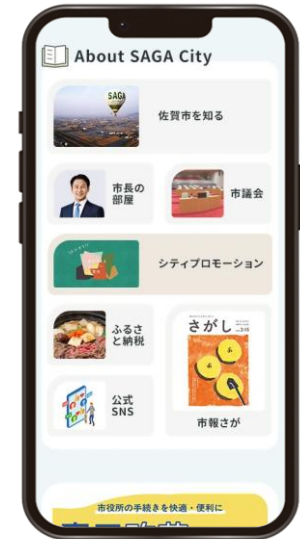 About SAGA City
SAGA
佐賀市を知る
市長の
部屋
市議会
シティプロモーション
ふるさ
と納税
さがし
公式
SNS
市報さが
市役所の手続きを快適・便利に